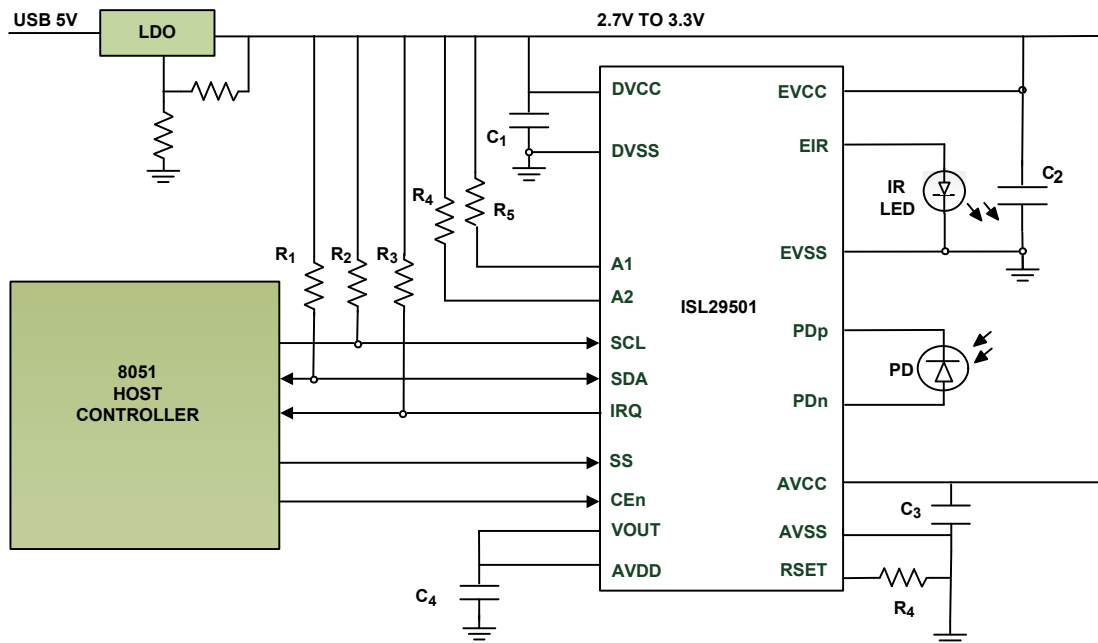 USB 5V
LDO
2.7V TO 3.3V
DVCC
EVCC
C1
DVSS
EIR
R4
R5
IR
LED
C2
R1
R2
R3
A1
EVSS
A2
ISL29501
8051
HOST
CONTROLLER
SCL
PDp
SDA
PD
IRQ
PDn
SS
AVCC
CEn
C3
VOUT
AVSS
AVDD
RSET
C4
R4